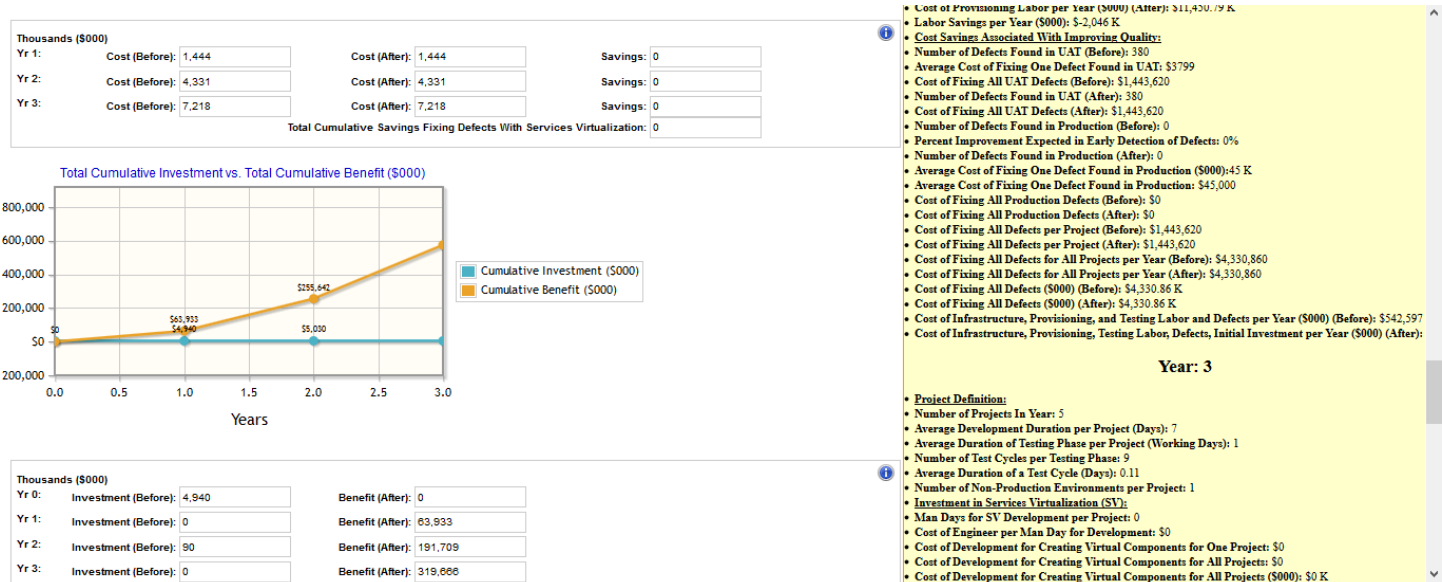 Thousands ($000)
Yr 1: Cost (Before): 1,444 Cost (After): 1,444 Savings: 0
Yr 2: Cost (Before): 4,331 Cost (After): 4,331 Savings: 0
Yr 3: Cost (Before): 7,218 Cost (After): 7,218 Savings: 0
Total Cumulative Savings Fixing Defects With Services Virtualization: 0
Total Cumulative Investment vs. Total Cumulative Benefit ($000)
800,000
600,000
400,000
200,000
$0
200,000
$0
$63,933
$4,940
$255,642
$5,030
0.0 0.5 1.0 1.5 2.0 2.5 3.0
Years
Cumulative Investment ($000)
Cumulative Benefit ($000)
Thousands ($000)
Yr 0: Investment (Before): 4,940 Benefit (After): 0
Yr 1: Investment (Before): 0 Benefit (After): 63,933
Yr 2: Investment (Before): 90 Benefit (After): 191,709
Yr 3: Investment (Before): 0 Benefit (After): 319,666
• Cost of Provisioning Labor per Year ($000) (After): $11,450.79 K
• Labor Savings per Year ($000): $-2,046 K
• Cost Savings Associated With Improving Quality:
• Number of Defects Found in UAT (Before): 380
• Average Cost of Fixing One Defect Found in UAT: $3799
• Cost of Fixing All UAT Defects (Before): $1,443,620
• Number of Defects Found in UAT (After): 380
• Cost of Fixing All UAT Defects (After): $1,443,620
• Number of Defects Found in Production (Before): 0
• Percent Improvement Expected in Early Detection of Defects: 0%
• Number of Defects Found in Production (After): 0
• Average Cost of Fixing One Defect Found in Production ($000):45 K
• Average Cost of Fixing One Defect Found in Production: $45,000
• Cost of Fixing All Production Defects (Before): $0
• Cost of Fixing All Production Defects (After): $0
• Cost of Fixing All Defects per Project (Before): $1,443,620
• Cost of Fixing All Defects per Project (After): $1,443,620
• Cost of Fixing All Defects for All Projects per Year (Before): $4,330,860
• Cost of Fixing All Defects for All Projects per Year (After): $4,330,860
• Cost of Fixing All Defects ($000) (Before): $4,330.86 K
• Cost of Fixing All Defects ($000) (After): $4,330.86 K
• Cost of Infrastructure, Provisioning, and Testing Labor and Defects per Year ($000) (Before): $542,597
• Cost of Infrastructure, Provisioning, Testing Labor, Defects, Initial Investment per Year ($000) (After):
Year: 3
• Project Definition:
• Number of Projects In Year: 5
• Average Development Duration per Project (Days): 7
• Average Duration of Testing Phase per Project (Working Days): 1
• Number of Test Cycles per Testing Phase: 9
• Average Duration of a Test Cycle (Days): 0.11
• Number of Non-Production Environments per Project: 1
• Investment in Services Virtualization (SV):
• Man Days for SV Development per Project: 0
• Cost of Engineer per Man Day for Development: $0
• Cost of Development for Creating Virtual Components for One Project: $0
• Cost of Development for Creating Virtual Components for All Projects: $0
• Cost of Development for Creating Virtual Components for All Projects ($000): $0 K